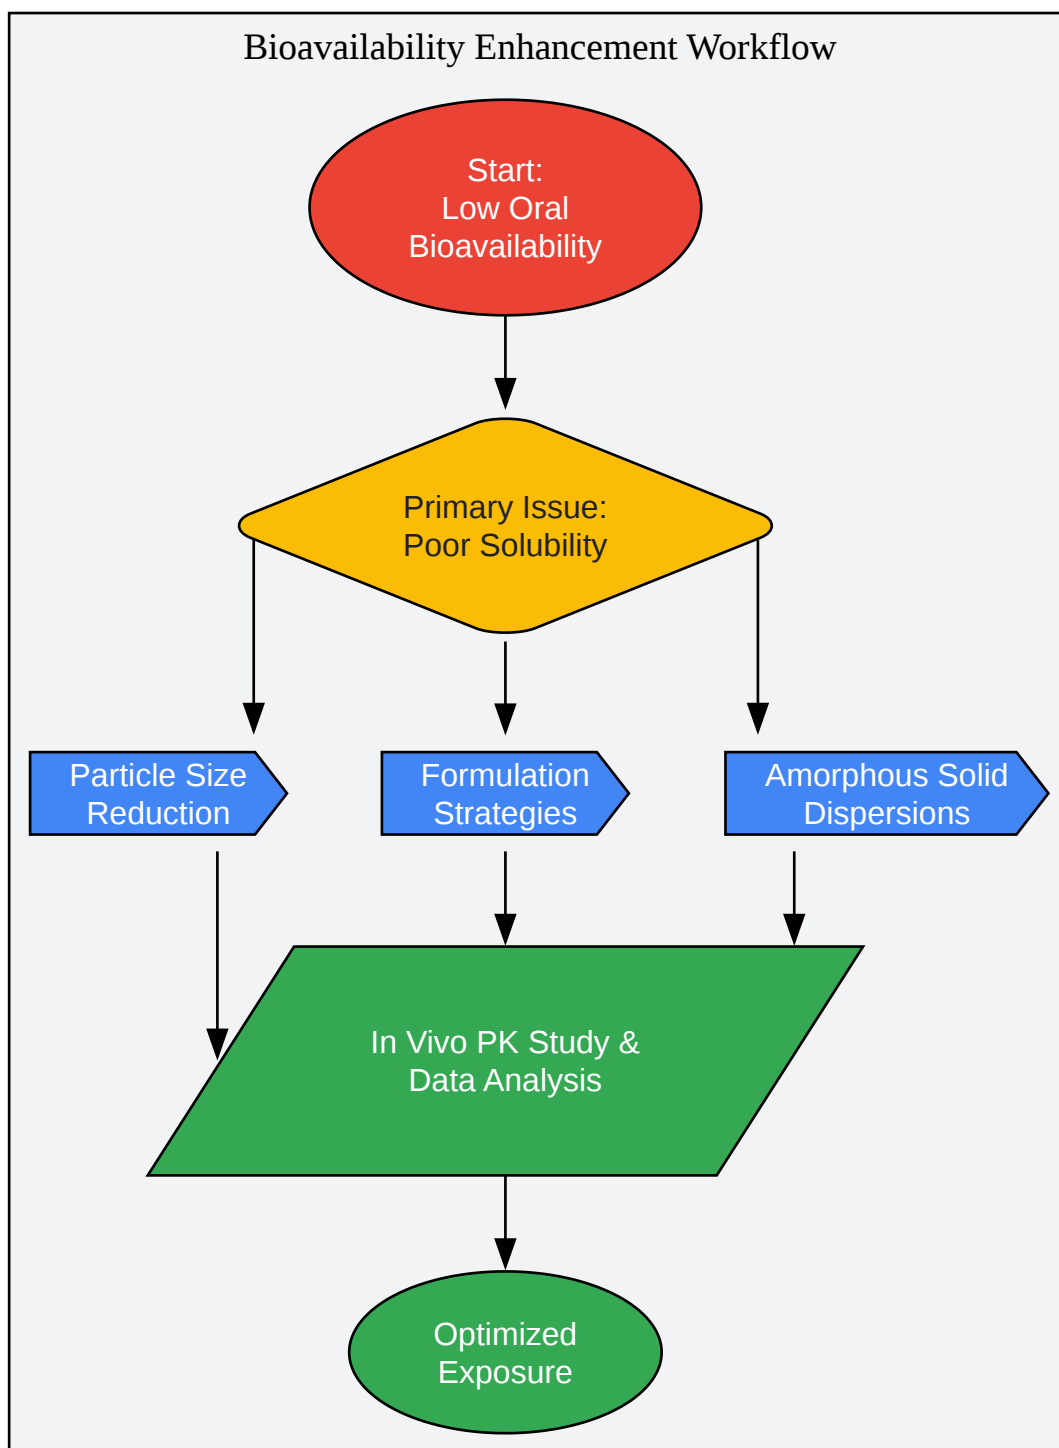 Bioavailability Enhancement Workflow
Start:
Low Oral
Bioavailability
Primary Issue:
Poor Solubility
Particle Size
Reduction
Formulation
Strategies
Amorphous Solid
Dispersions
In Vivo PK Study &
Data Analysis
Optimized
Exposure